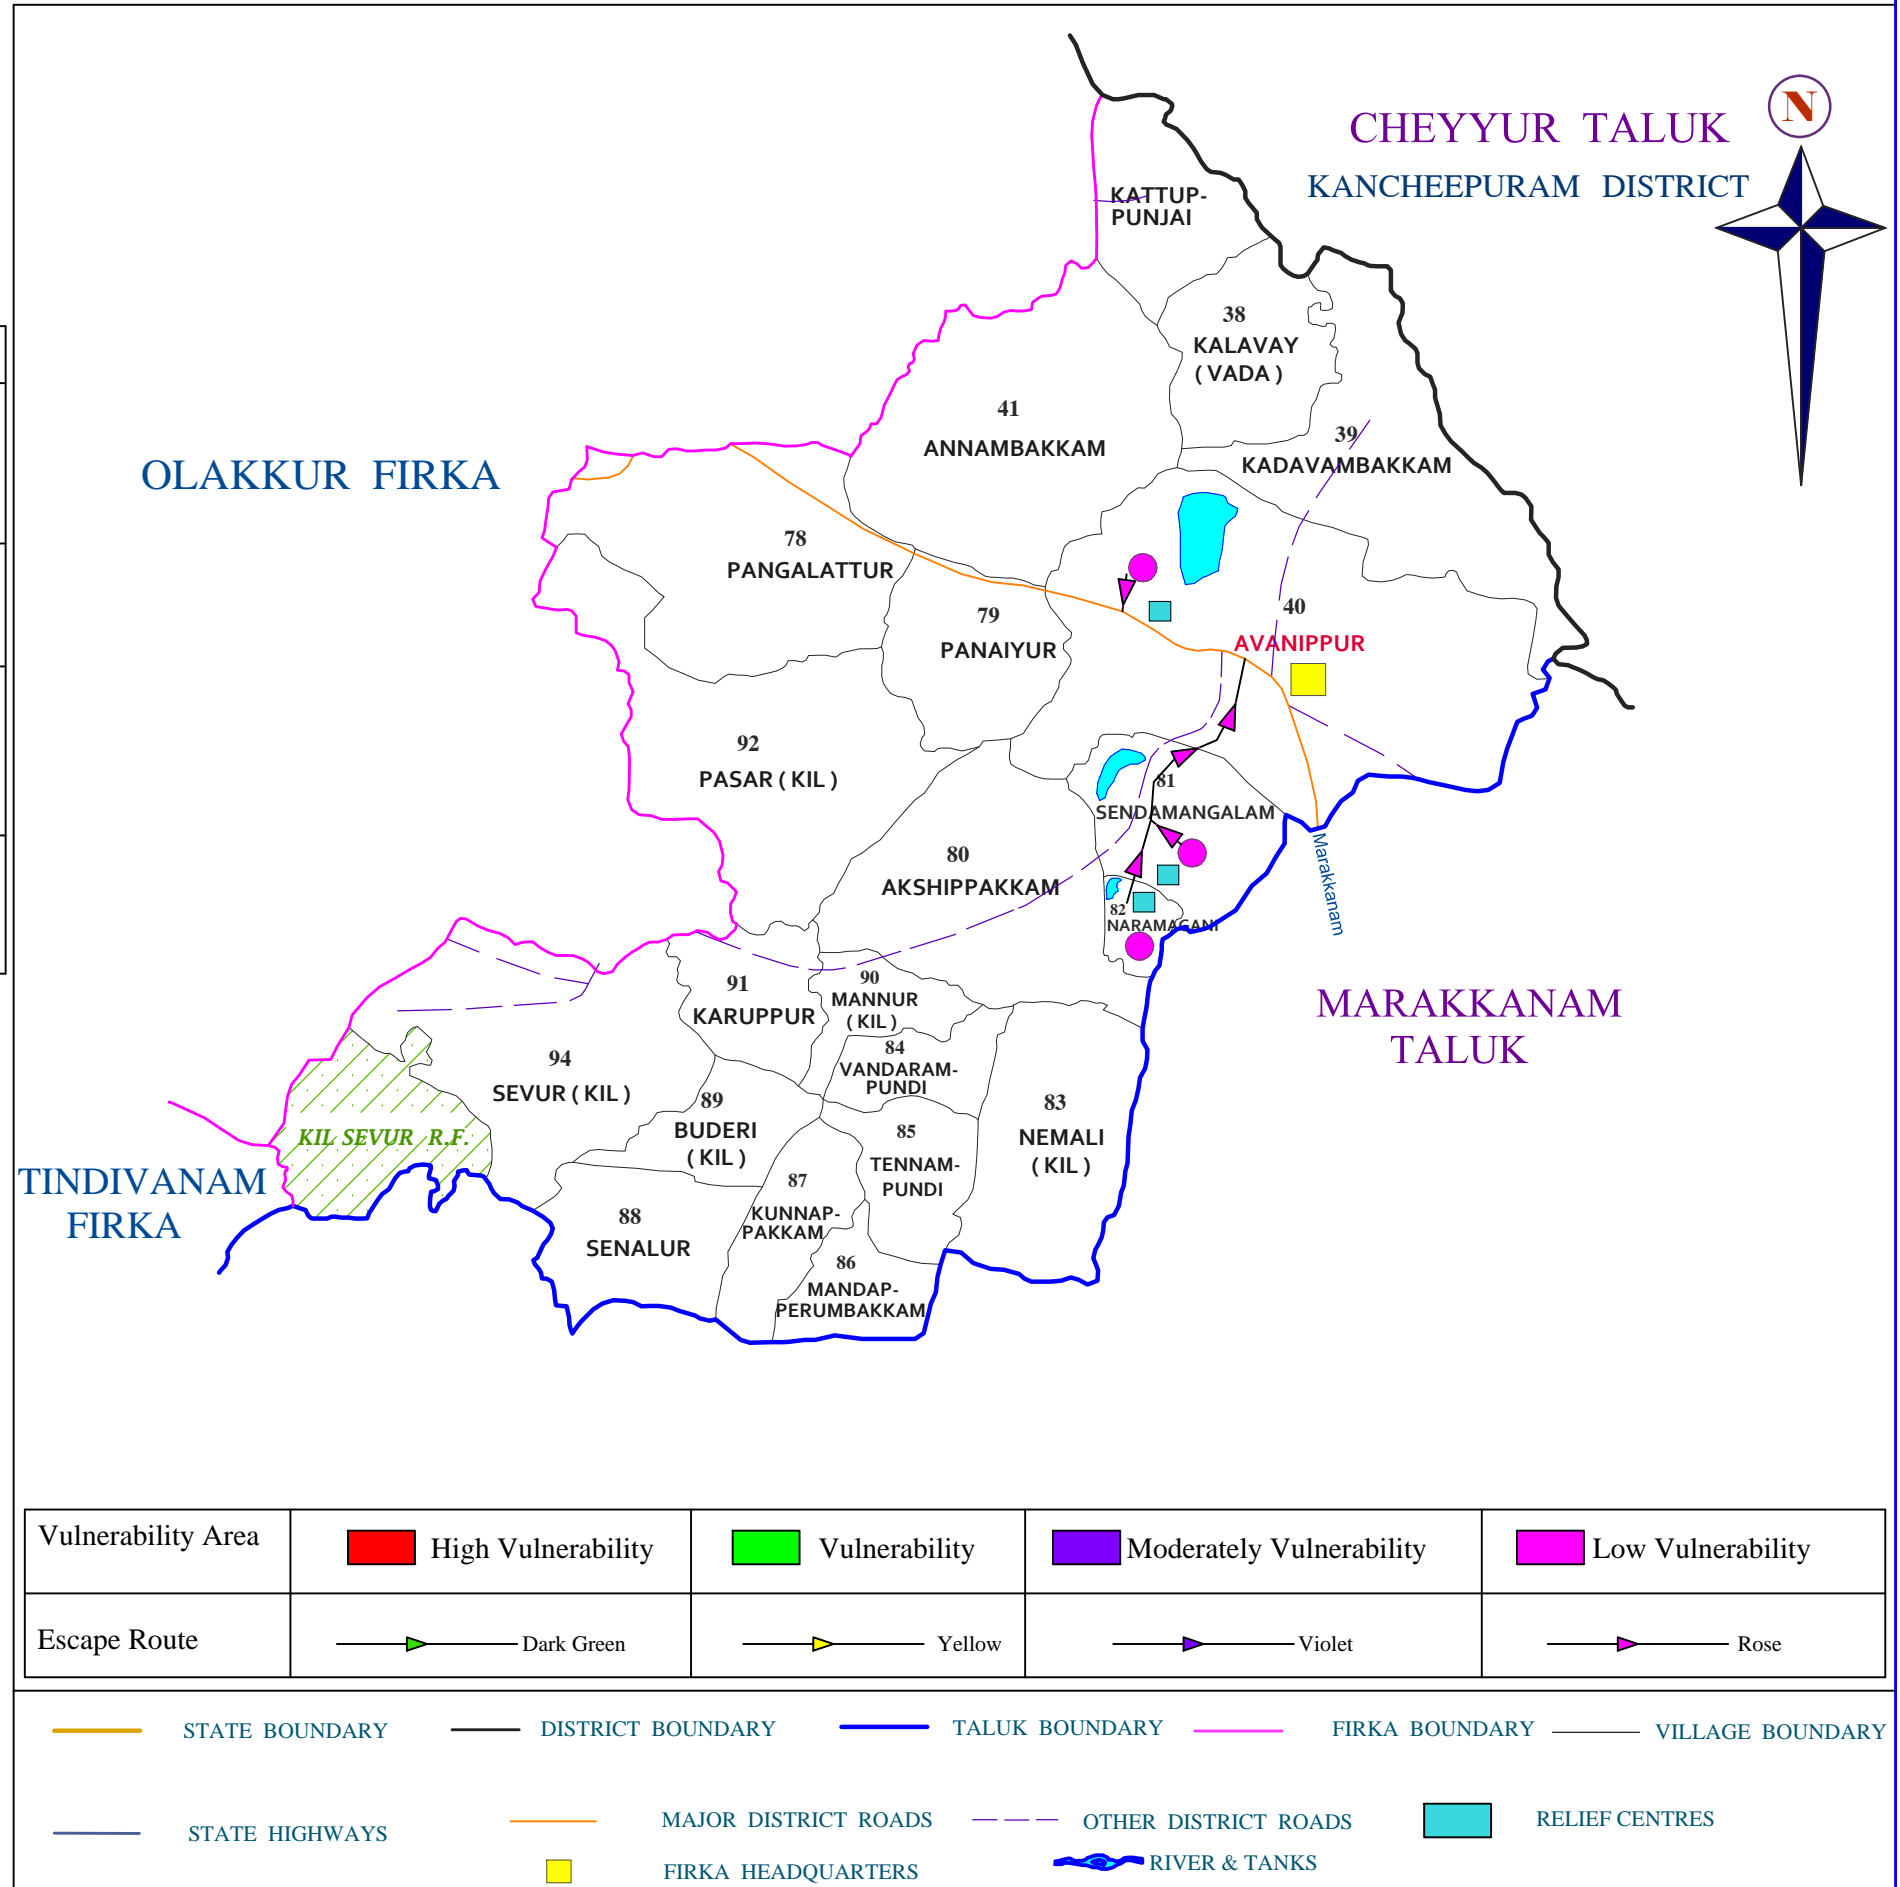 N
CHEYYUR TALUK
KANCHEEPURAM DISTRICT
KATTUP-
PUNJAI
38
KALAVAY
( VADA )
41
ANNAMBAKKAM
39
KADAVAMBAKKAM
OLAKKUR FIRKA
78
PANGALATTUR
79
PANAIYUR
40
AVANIPPUR
92
PASAR ( KIL )
81
SENDAMANGALAM
80
AKSHIPPAKKAM
82
NARAMAGANI
Marakkanam
91
KARUPPUR
90
MANNUR
( KIL )
MARAKKANAM
TALUK
94
SEVUR ( KIL )
84
VANDARAM-
PUNDI
89
BUDERI
( KIL )
83
NEMALI
( KIL )
KIL SEVUR R.F.
85
TENNAM-
PUNDI
TINDIVANAM
FIRKA
87
KUNNAP-
PAKKAM
88
SENALUR
86
MANDAP-
PERUMBAKKAM
Vulnerability Area
High Vulnerability
Vulnerability
Moderately Vulnerability
Low Vulnerability
Escape Route
Dark Green
Yellow
Violet
Rose
STATE BOUNDARY
DISTRICT BOUNDARY
TALUK BOUNDARY
FIRKA BOUNDARY
VILLAGE BOUNDARY
STATE HIGHWAYS
MAJOR DISTRICT ROADS
OTHER DISTRICT ROADS
RELIEF CENTRES
FIRKA HEADQUARTERS
RIVER & TANKS